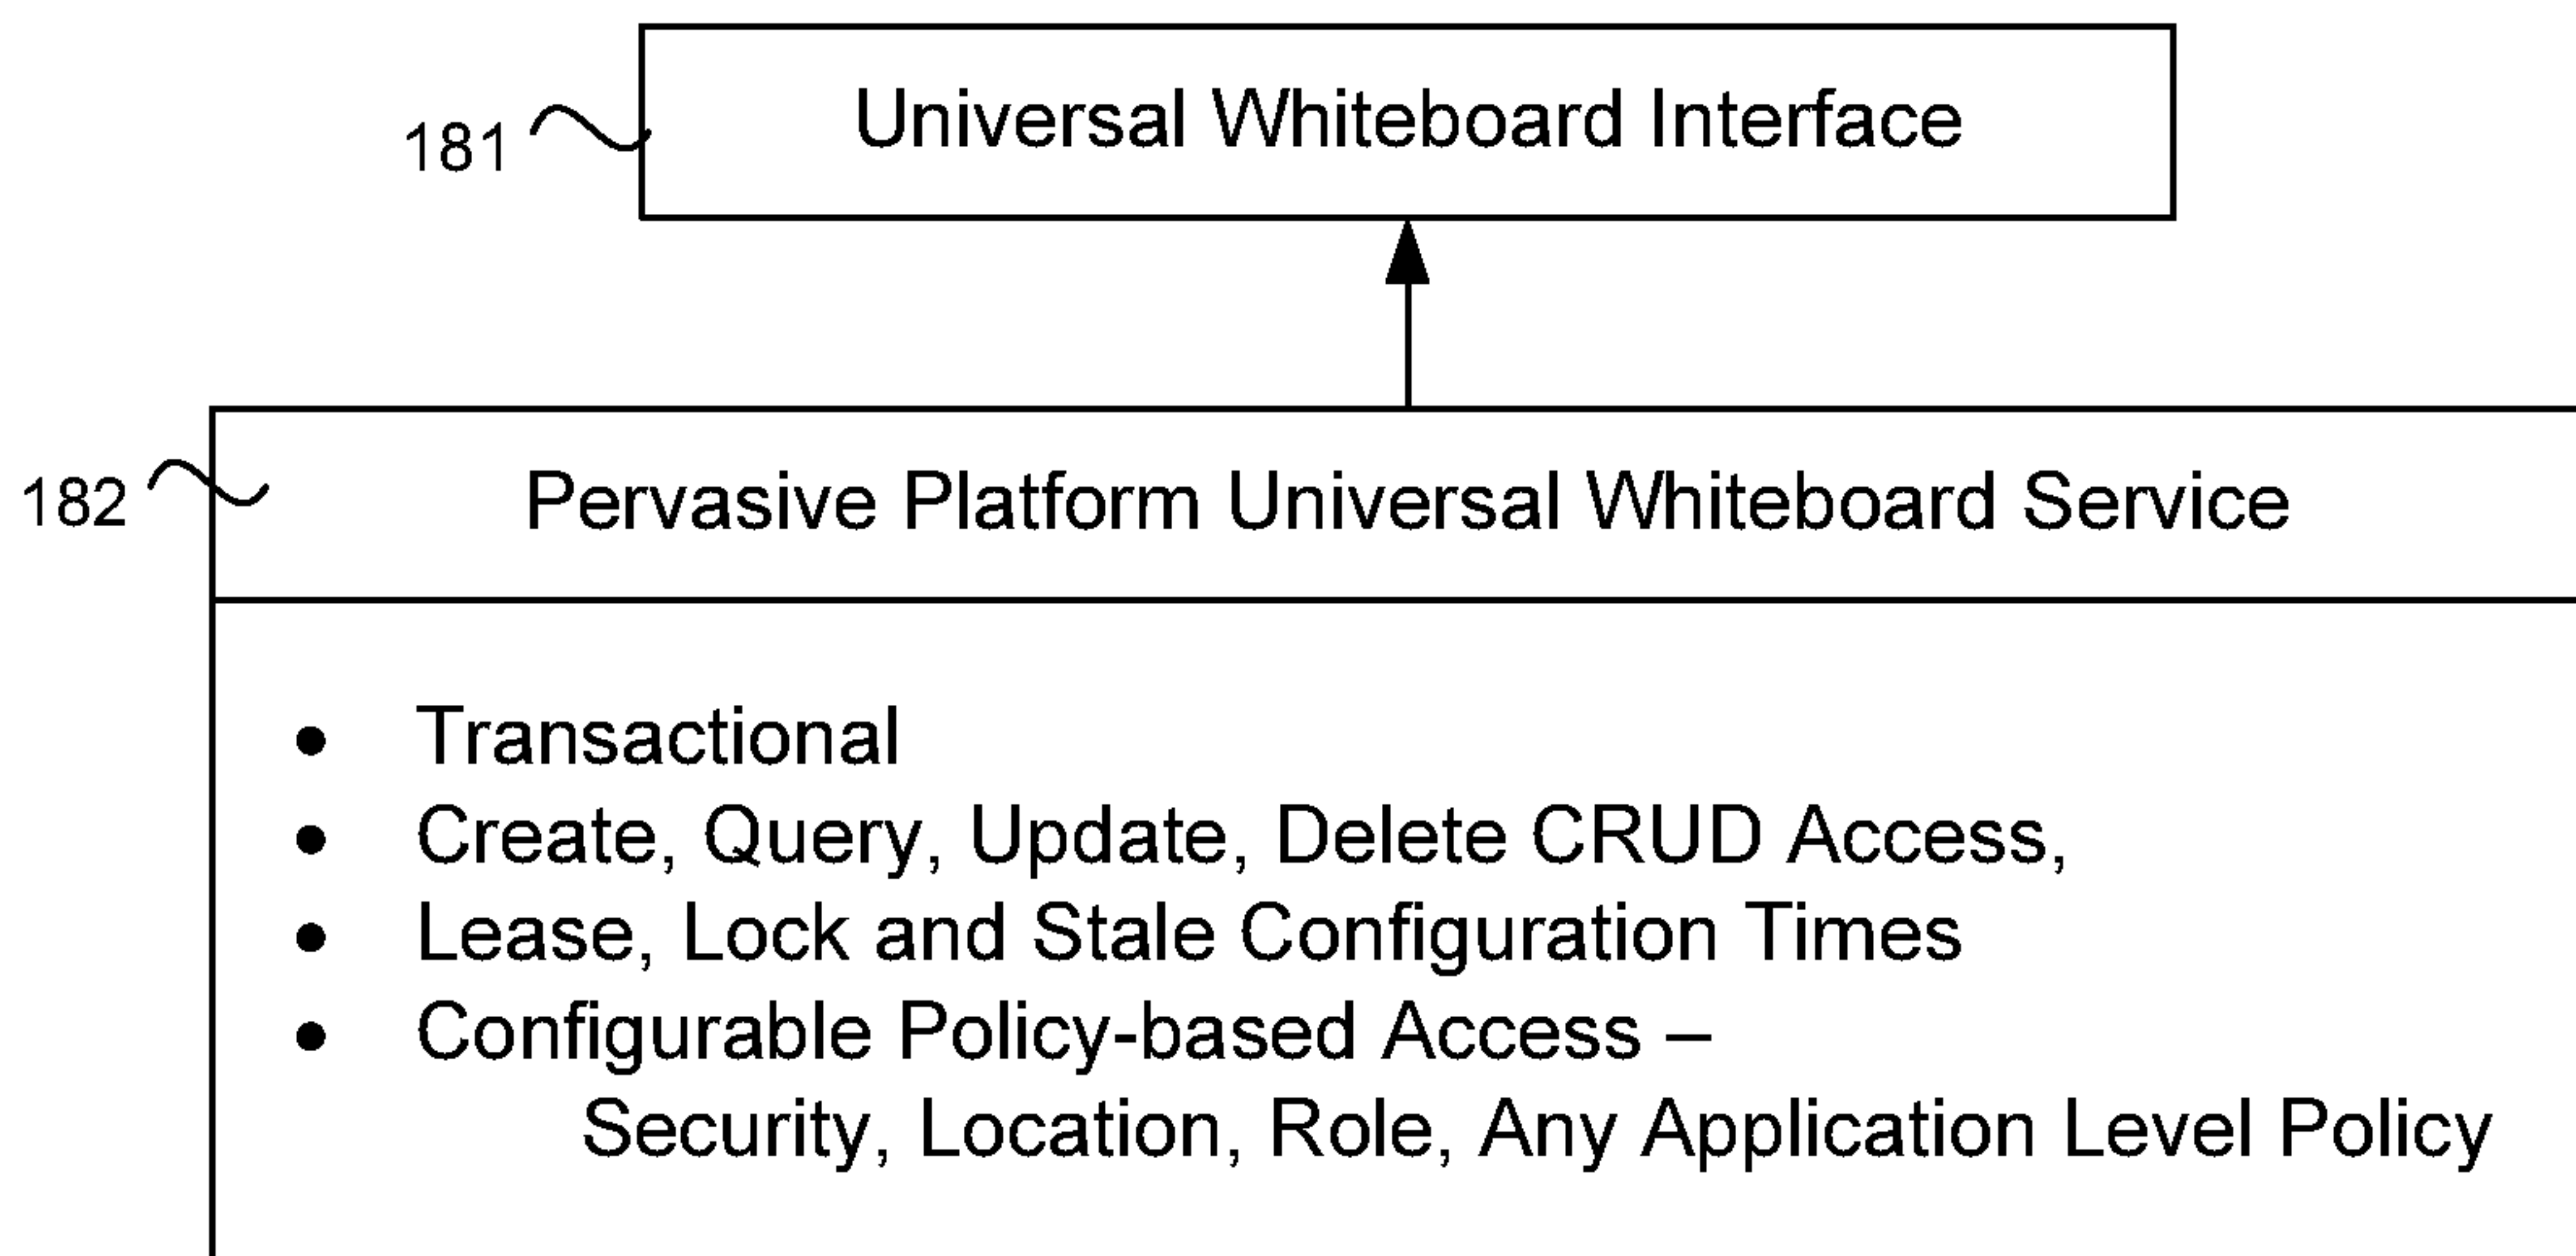 Universal Whiteboard Interface
181
Pervasive Platform Universal Whiteboard Service
182
• Transactional
• Create, Query, Update, Delete CRUD Access,
• Lease, Lock and Stale Configuration Times
• Configurable Policy-based Access –
Security, Location, Role, Any Application Level Policy